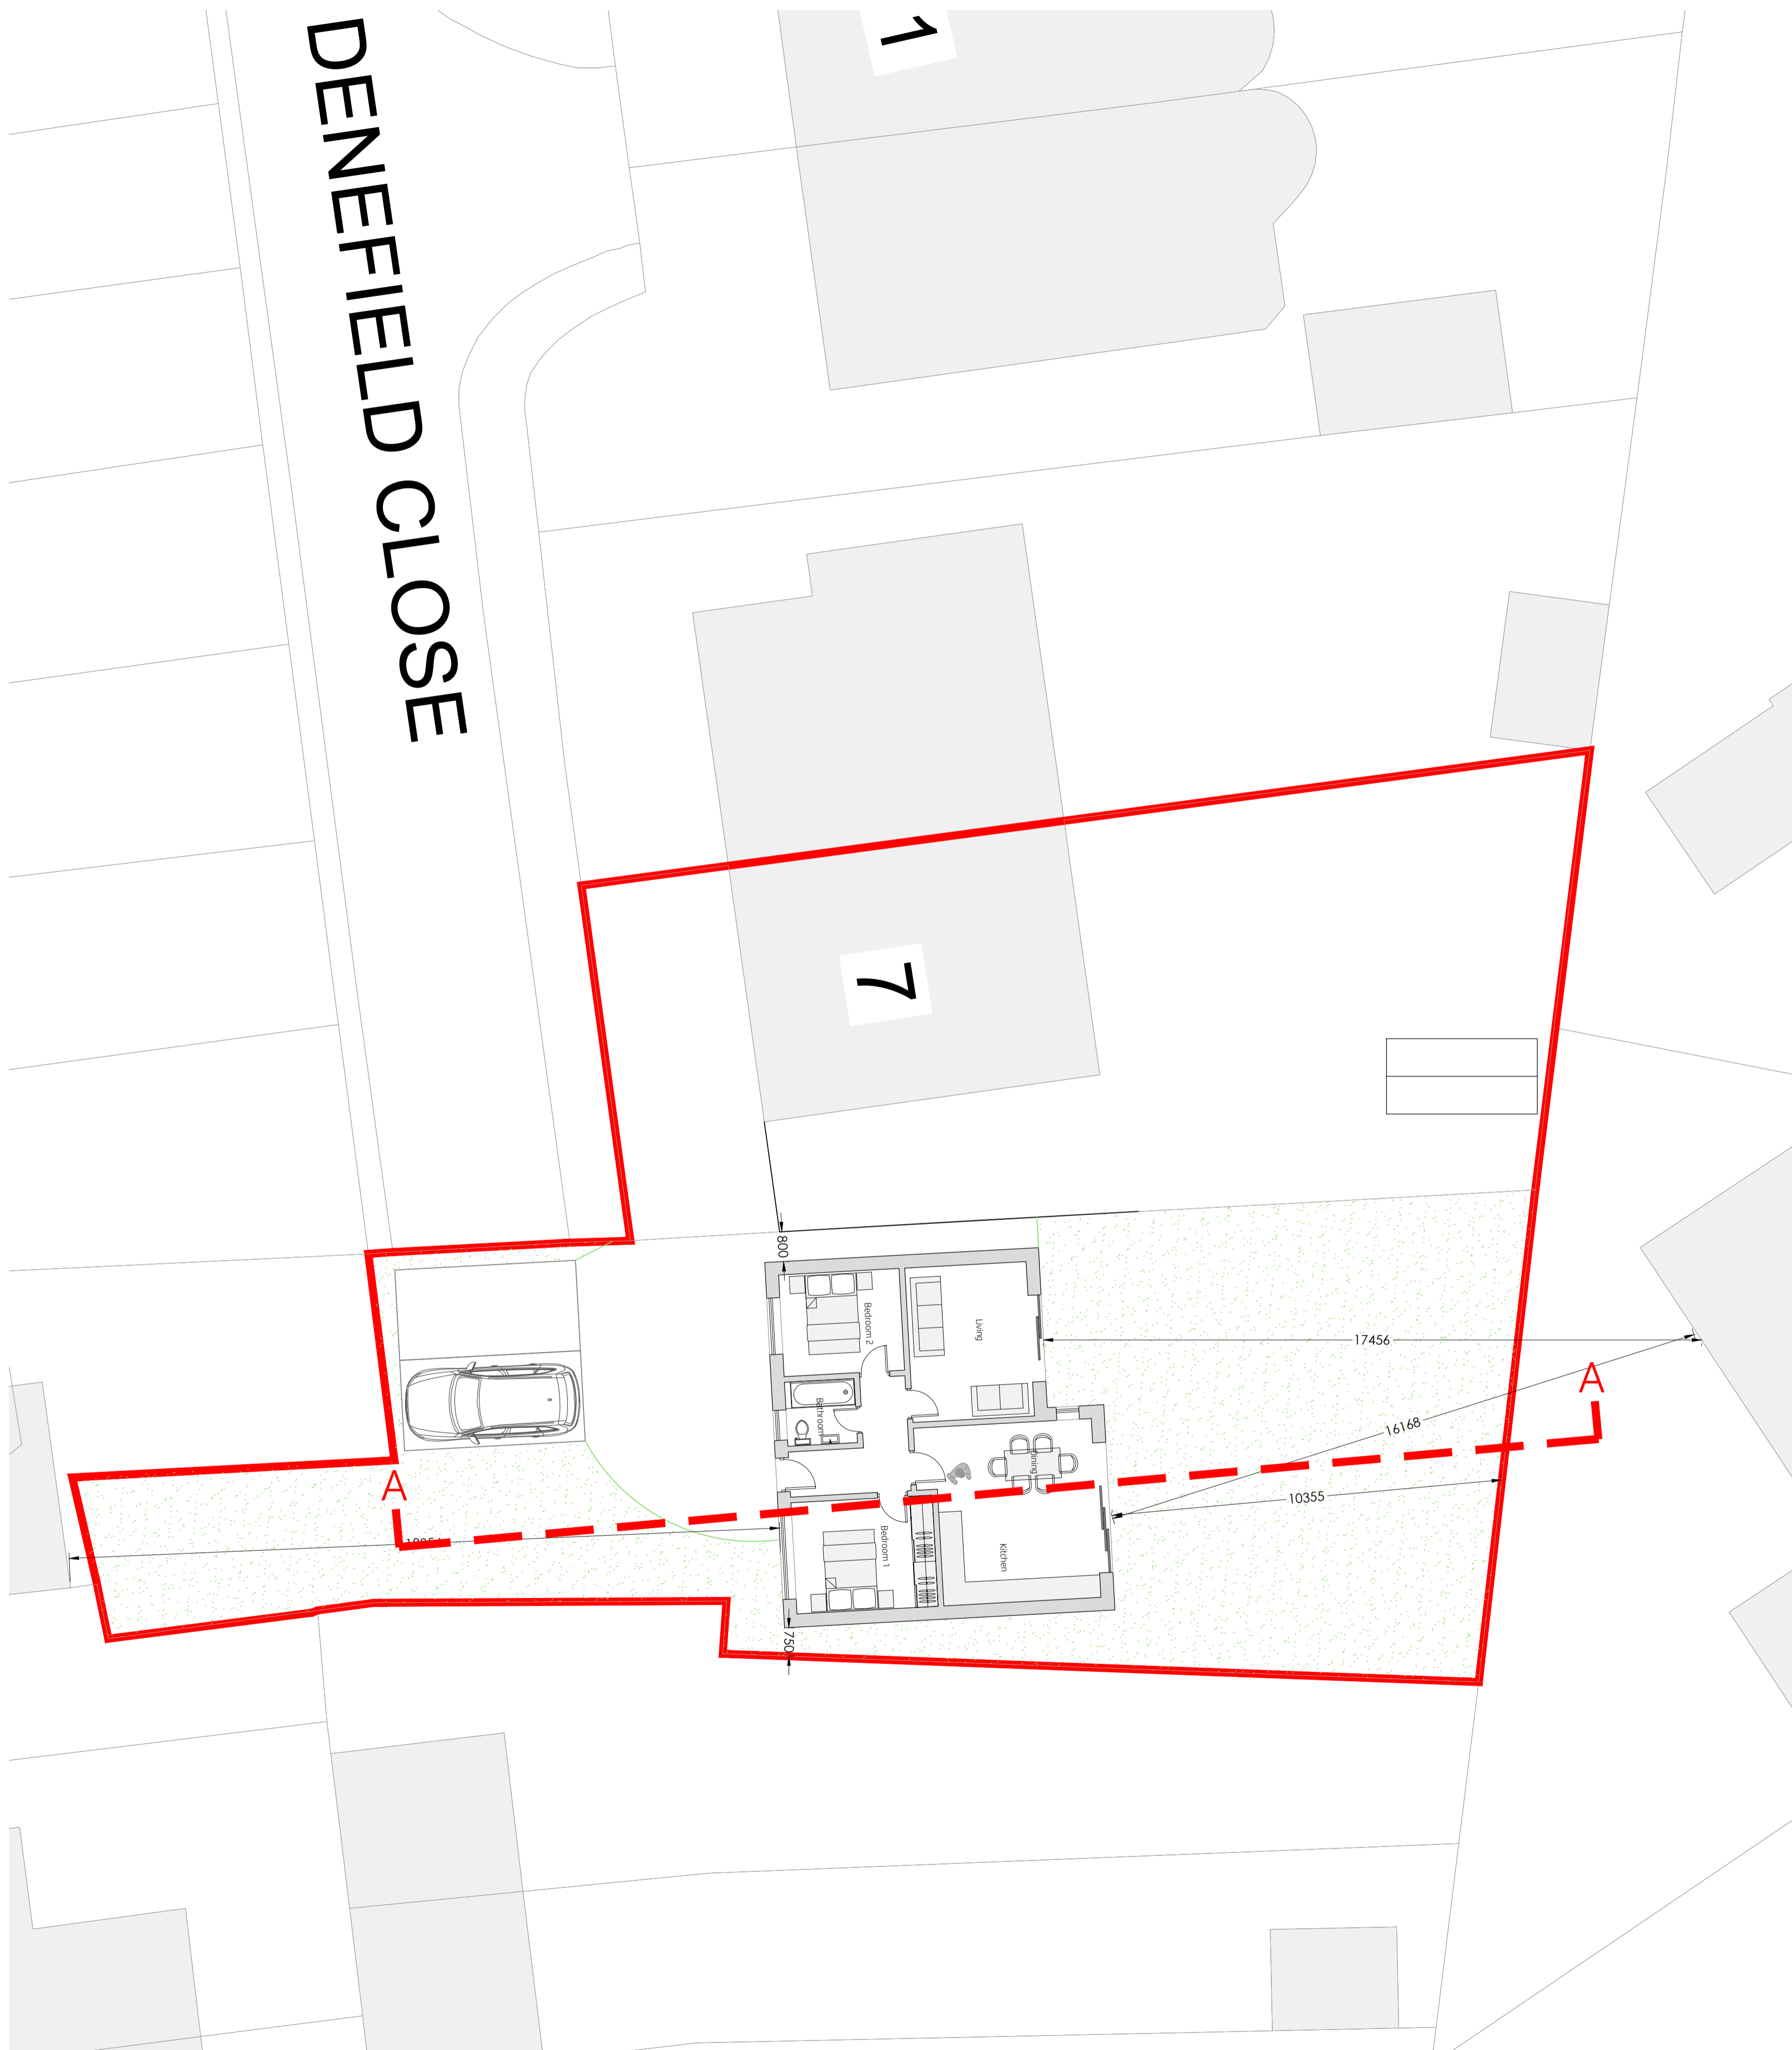 1
DENEFIELD CLOSE
7
800
Bedroom 2
Living
17456
A
Bathroom
16168
Dining
A
10355
Bedroom 1
Kitchen
750